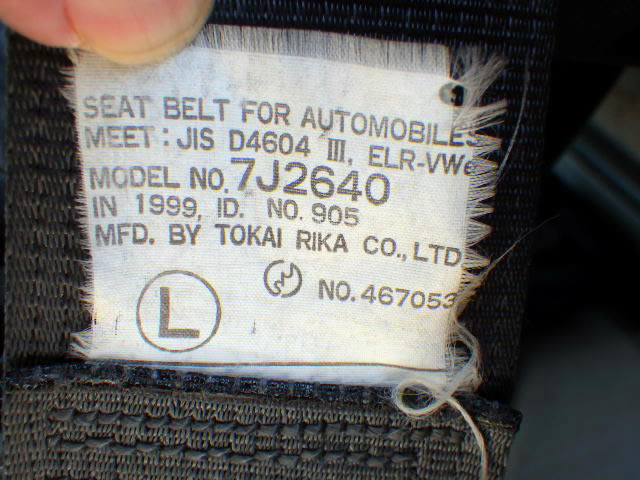 SEAT BELT FOR AUTOMOBILES
MEET : JIS D4604 III, ELR-VWe
MODEL NO. 7J2640
IN 1999, ID. NO. 905
MFD. BY TOKAI RIKA CO., LTD
NO. 467053
L